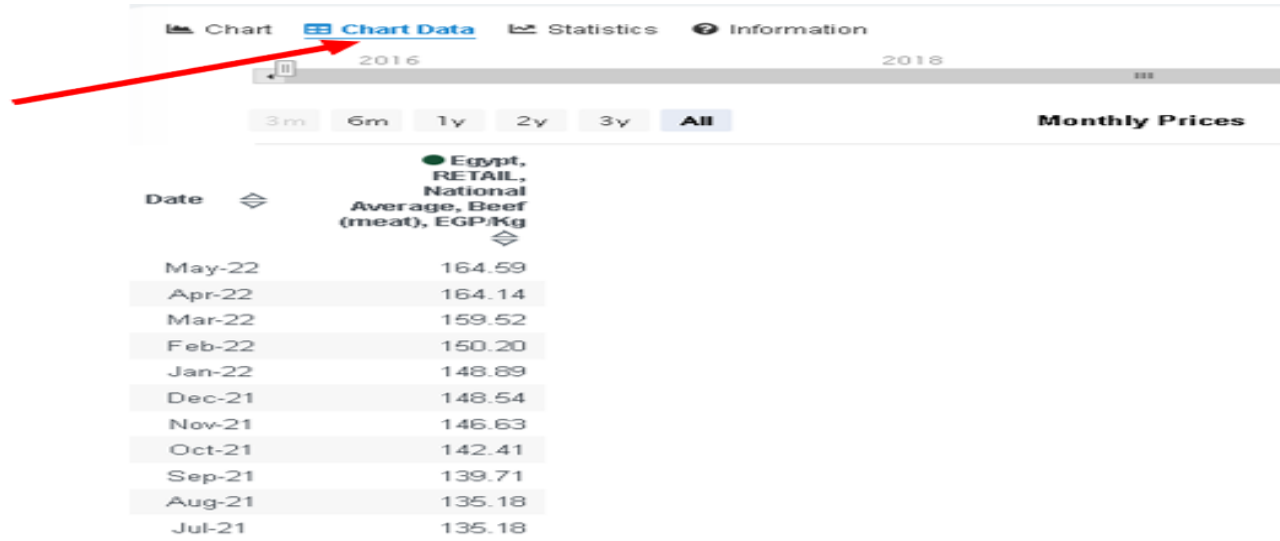 Chart Chart Data Statistics Information
2016 2018
3m 6m 1y 2y 3y All Monthly Prices
Egypt,
RETAIL,
National
Date Average, Beef
(meat), EGP/Kg
May-22 164.59
Apr-22 164.14
Mar-22 159.52
Feb-22 150.20
Jan-22 148.89
Dec-21 148.54
Nov-21 146.63
Oct-21 142.41
Sep-21 139.71
Aug-21 135.18
Jul-21 135.18